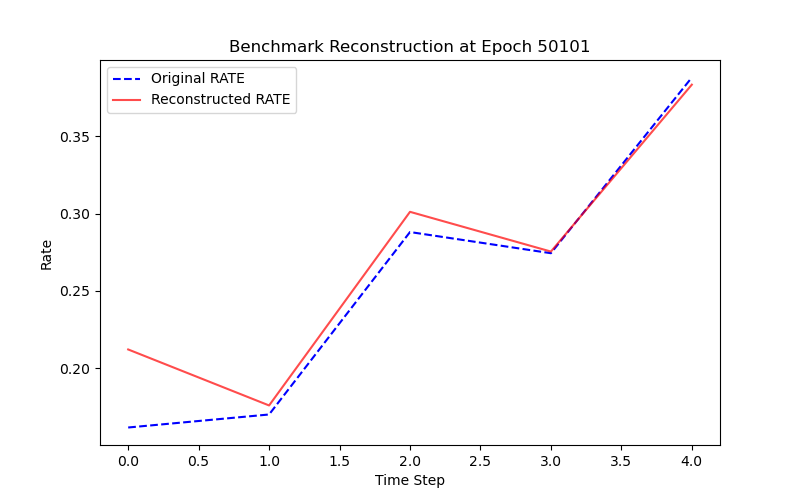 Benchmark Reconstruction at Epoch 50101
Original RATE
Reconstructed RATE
0.35
0.30
0.25
0.20
Rate
0.0 0.5 1.0 1.5 2.0 2.5 3.0 3.5 4.0
Time Step